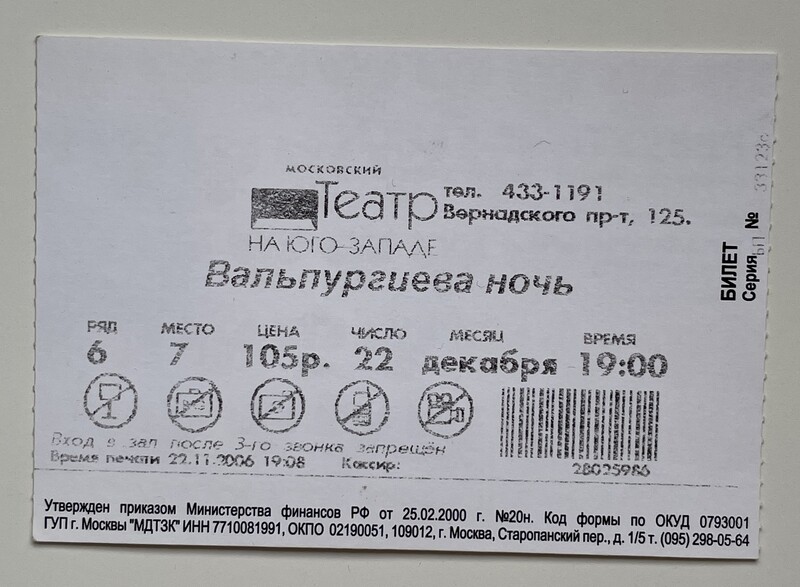 МОСКОВСКИЙ
Театр
тел. 433-1191
Вернадского пр-т, 125.
НА ЮГО-ЗАПАДЕ
Вальпургиева ночь
РЯД МЕСТО ЦЕНА ЧИСЛО МЕСЯЦ ВРЕМЯ
6 7 105р. 22 декабря 19:00
Вход в зал после 3-го звонка запрещён
Время печати 22.11.2006 19:08 Кассир:
28025986
БИЛЕТ
Серия БП №
Утвержден приказом Министерства финансов РФ от 25.02.2000 г. №20н. Код формы по ОКУД 0793001
ГУП г. Москвы "МДТЗК" ИНН 7710081991, ОКПО 02190051, 109012, г. Москва, Старопанский пер., д. 1/5 т. (095) 298-05-64